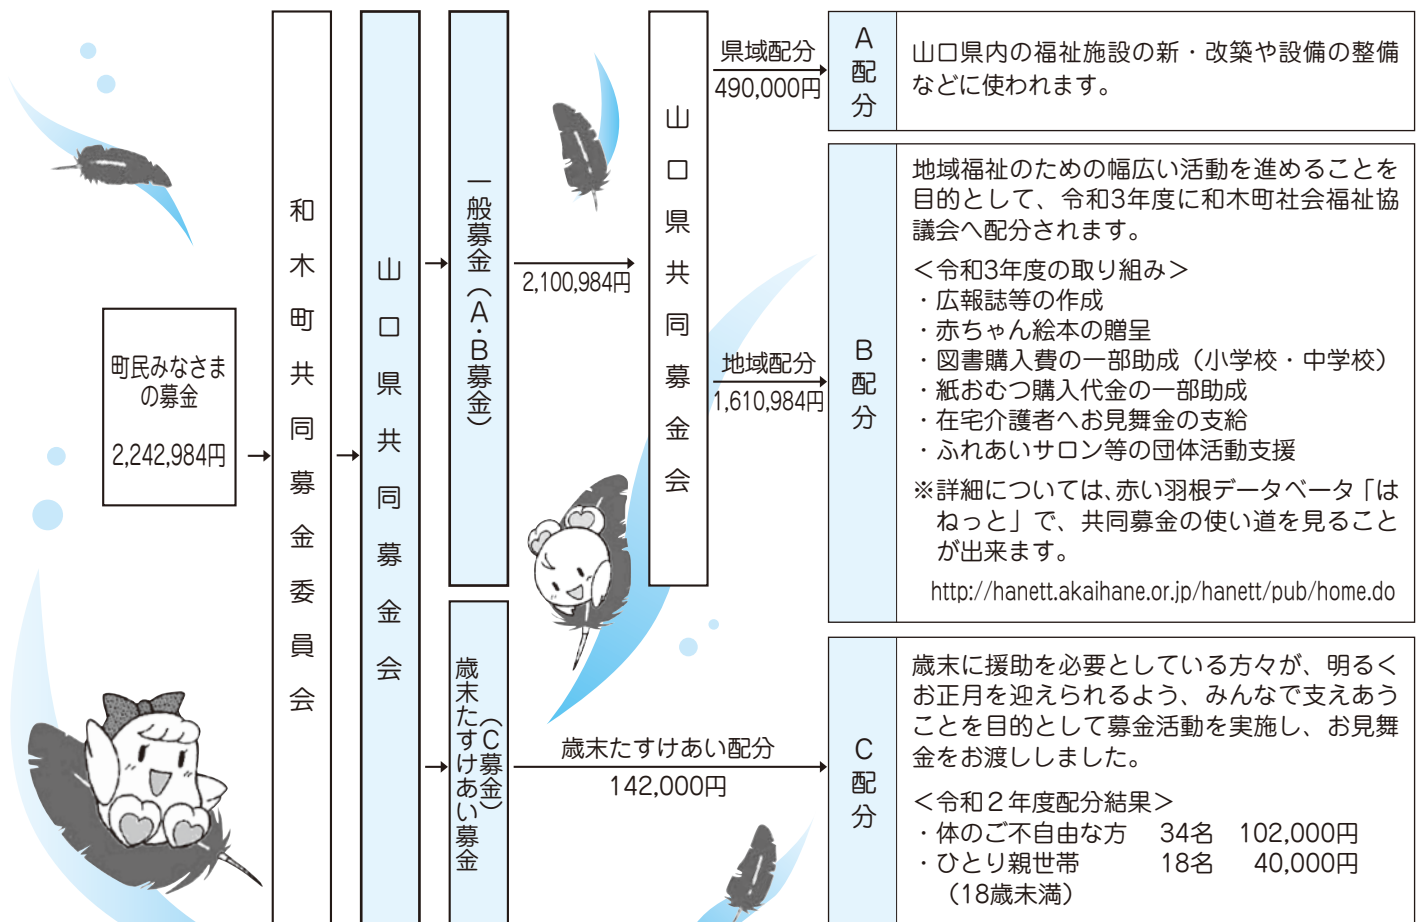 町民みなさま
の募金
2,242,984円
和木町共同募金委員会
山口県共同募金会
一般募金（A・B募金）
2,100,984円
山口県共同募金会
県域配分
490,000円
A配分
山口県内の福祉施設の新・改築や設備の整備
などに使われます。
地域配分
1,610,984円
B配分
地域福祉のための幅広い活動を進めることを
目的として、令和3年度に和木町社会福祉協
議会へ配分されます。
＜令和3年度の取り組み＞
・広報誌等の作成
・赤ちゃん絵本の贈呈
・図書購入費の一部助成（小学校・中学校）
・紙おむつ購入代金の一部助成
・在宅介護者へお見舞金の支給
・ふれあいサロン等の団体活動支援
※詳細については、赤い羽根データベータ「は
ねっと」で、共同募金の使い道を見ること
が出来ます。
http://hanett.akaihane.or.jp/hanett/pub/home.do
歳末たすけあい募金
（C募金）
歳末たすけあい配分
142,000円
C配分
歳末に援助を必要としている方々が、明るく
お正月を迎えられるよう、みんなで支えあう
ことを目的として募金活動を実施し、お見舞
金をお渡ししました。
＜令和２年度配分結果＞
・体のご不自由な方　34名　102,000円
・ひとり親世帯　18名　40,000円
（18歳未満）